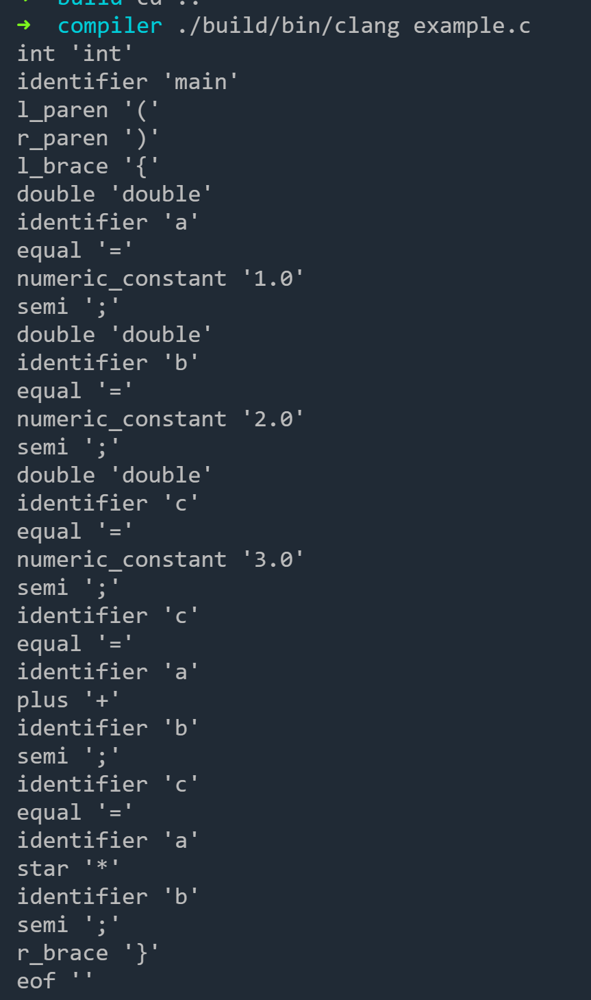 ➜ build cd ..
➜ compiler ./build/bin/clang example.c
int 'int'
identifier 'main'
l_paren '('
r_paren ')'
l_brace '{'
double 'double'
identifier 'a'
equal '='
numeric_constant '1.0'
semi ';'
double 'double'
identifier 'b'
equal '='
numeric_constant '2.0'
semi ';'
double 'double'
identifier 'c'
equal '='
numeric_constant '3.0'
semi ';'
identifier 'c'
equal '='
identifier 'a'
plus '+'
identifier 'b'
semi ';'
identifier 'c'
equal '='
identifier 'a'
star '*'
identifier 'b'
semi ';'
r_brace '}'
eof ''